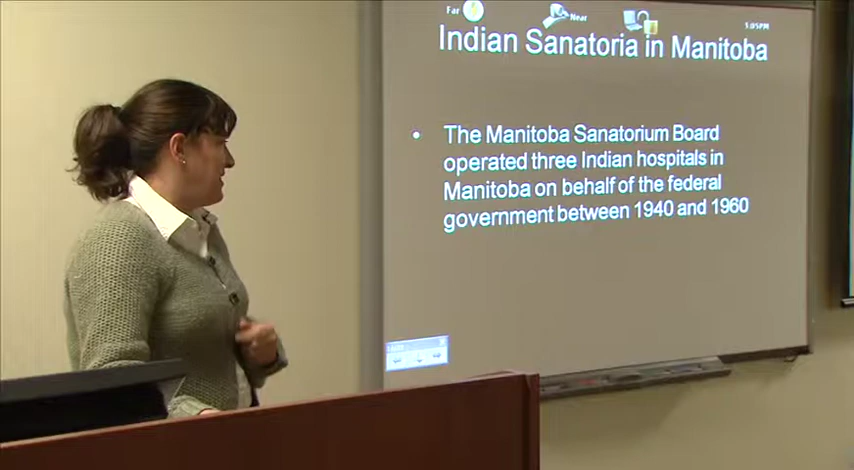 Far
Near
5:05PM
Indian Sanatoria in Manitoba
• The Manitoba Sanatorium Board
operated three Indian hospitals in
Manitoba on behalf of the federal
government between 1940 and 1960